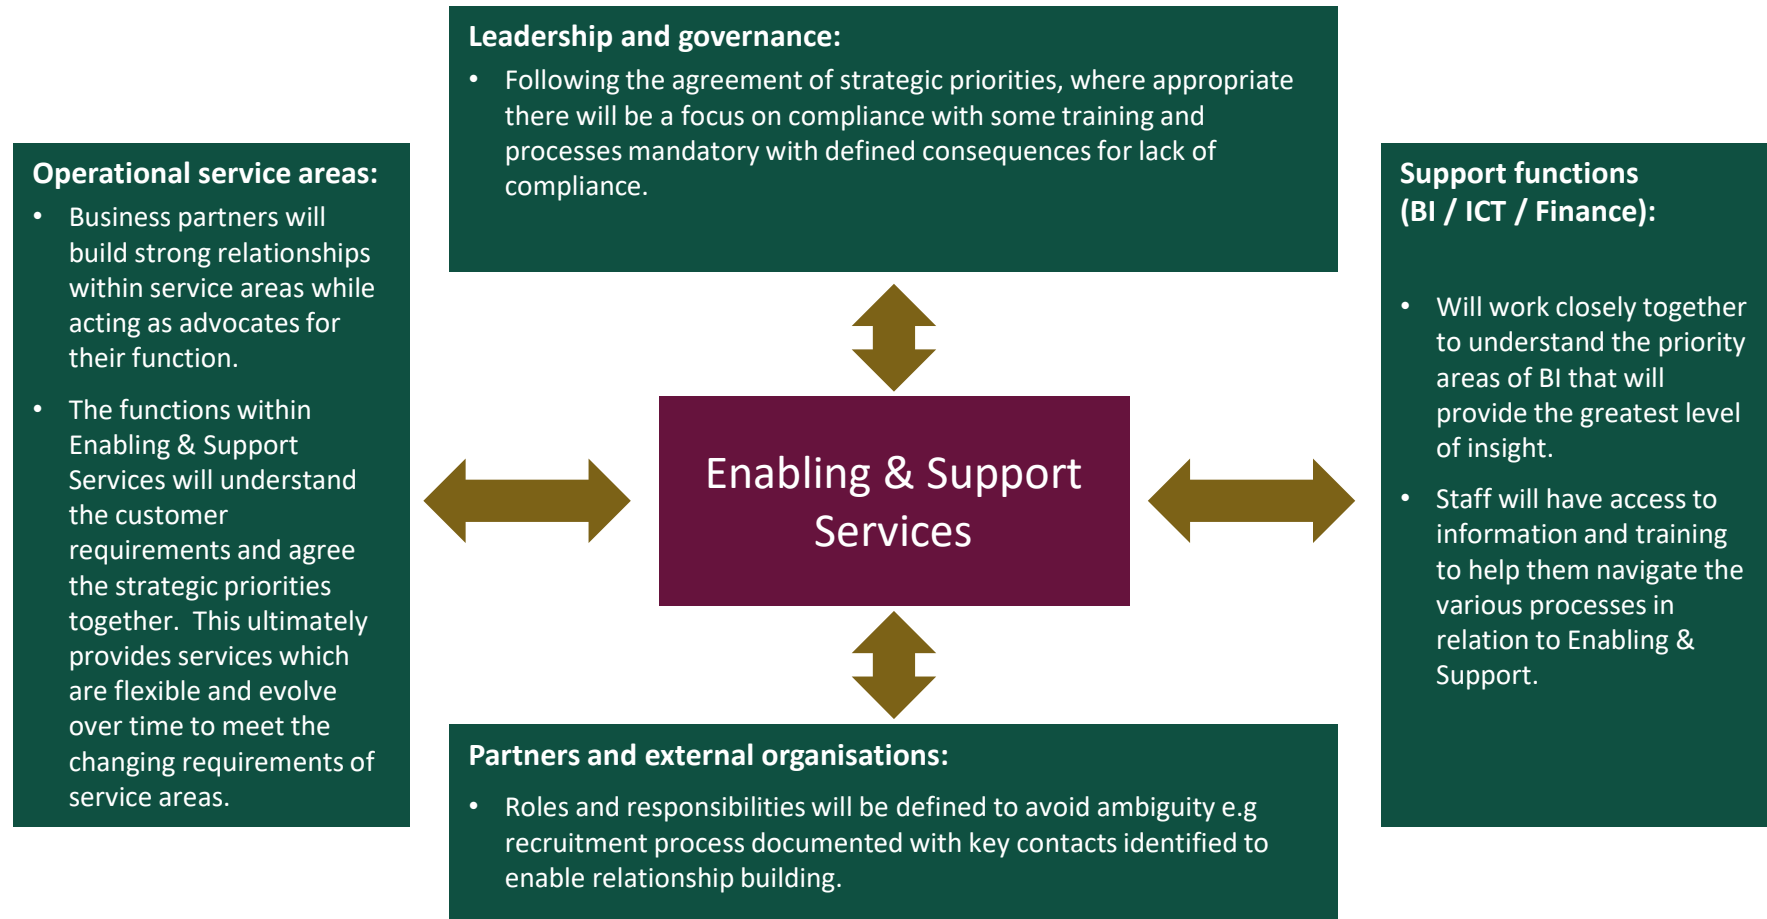 Leadership and governance:
• Following the agreement of strategic priorities, where appropriate
there will be a focus on compliance with some training and
processes mandatory with defined consequences for lack of
compliance.
Operational service areas:
• Business partners will
build strong relationships
within service areas while
acting as advocates for
their function.
• The functions within
Enabling & Support
Services will understand
the customer
requirements and agree
the strategic priorities
together.  This ultimately
provides services which
are flexible and evolve
over time to meet the
changing requirements of
service areas.
Enabling & Support
Services
Support functions
(BI / ICT / Finance):
• Will work closely together
to understand the priority
areas of BI that will
provide the greatest level
of insight.
• Staff will have access to
information and training
to help them navigate the
various processes in
relation to Enabling &
Support.
Partners and external organisations:
• Roles and responsibilities will be defined to avoid ambiguity e.g
recruitment process documented with key contacts identified to
enable relationship building.